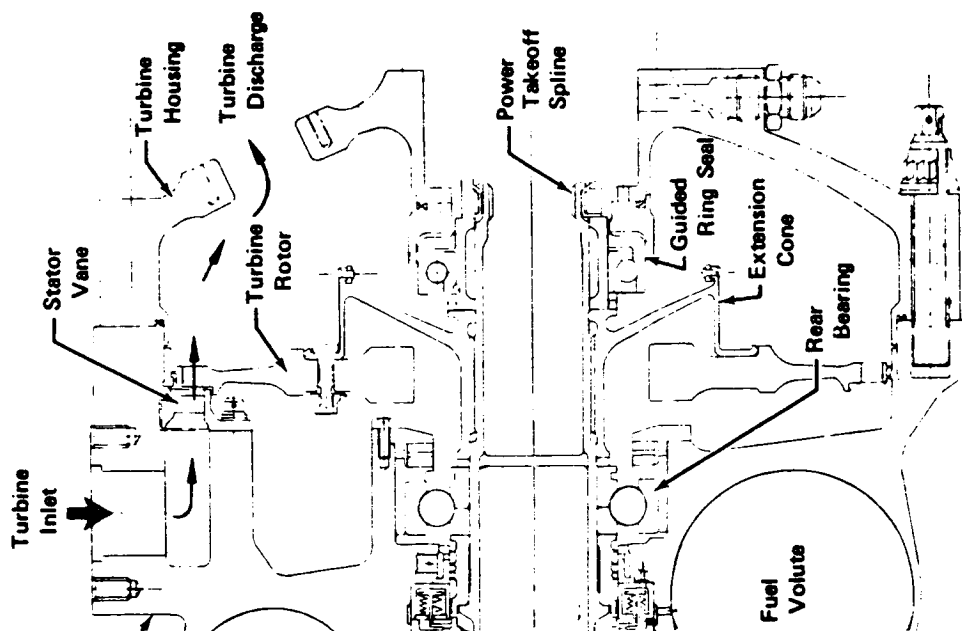 Turbine
Housing
Turbine
Discharge
Stator
Vane
Turbine
Rotor
Turbine
Inlet
Power
Takeoff
Spline
Guided
Ring Seal
Extension
Cone
Rear
Bearing
Fuel
Volute